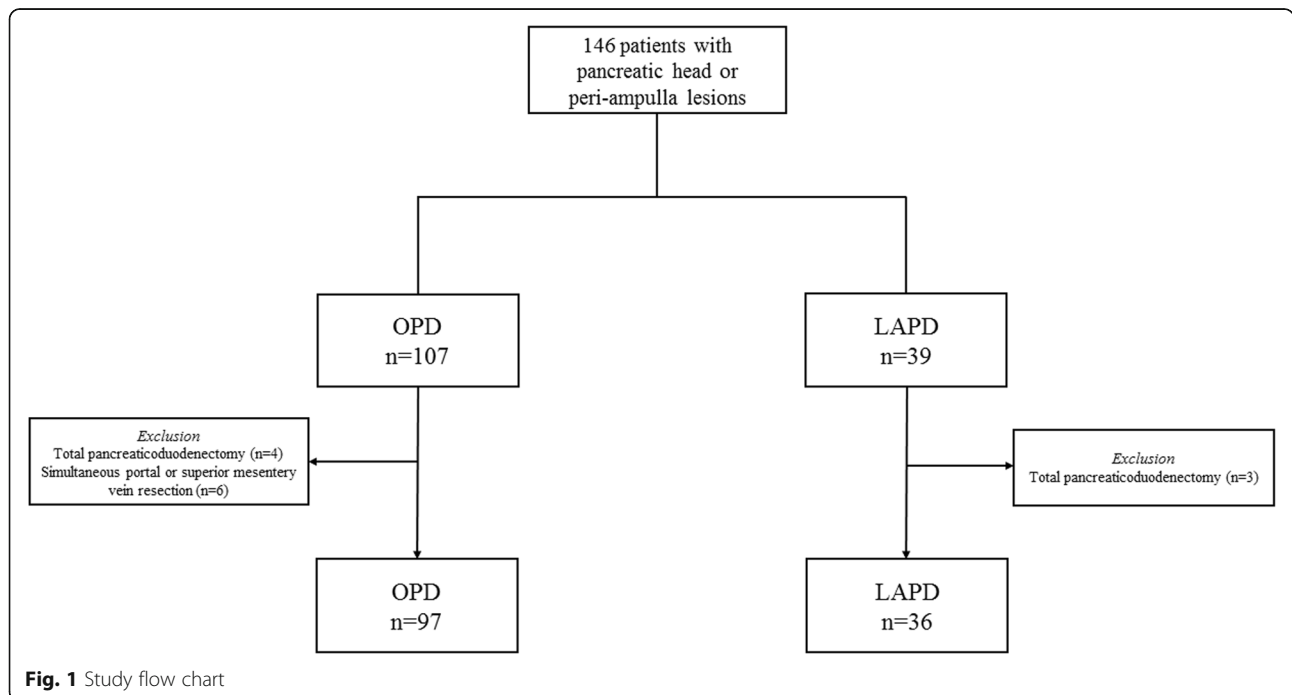 146 patients with
pancreatic head or
peri-ampulla lesions
OPD
n=107
LAPD
n=39
Exclusion
Total pancreaticoduodenectomy (n=4)
Simultaneous portal or superior mesentery
vein resection (n=6)
Exclusion
Total pancreaticoduodenectomy (n=3)
OPD
n=97
LAPD
n=36
Fig. 1 Study flow chart